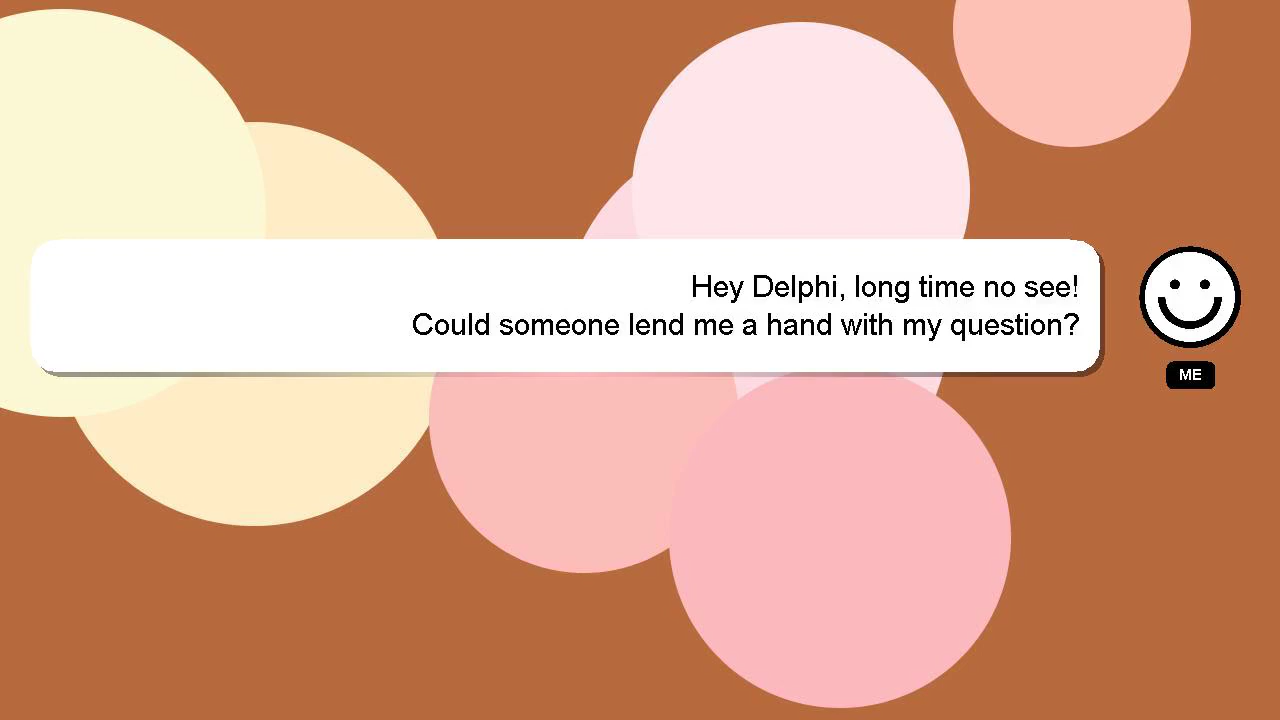 Hey Delphi, long time no see!
Could someone lend me a hand with my question?
ME